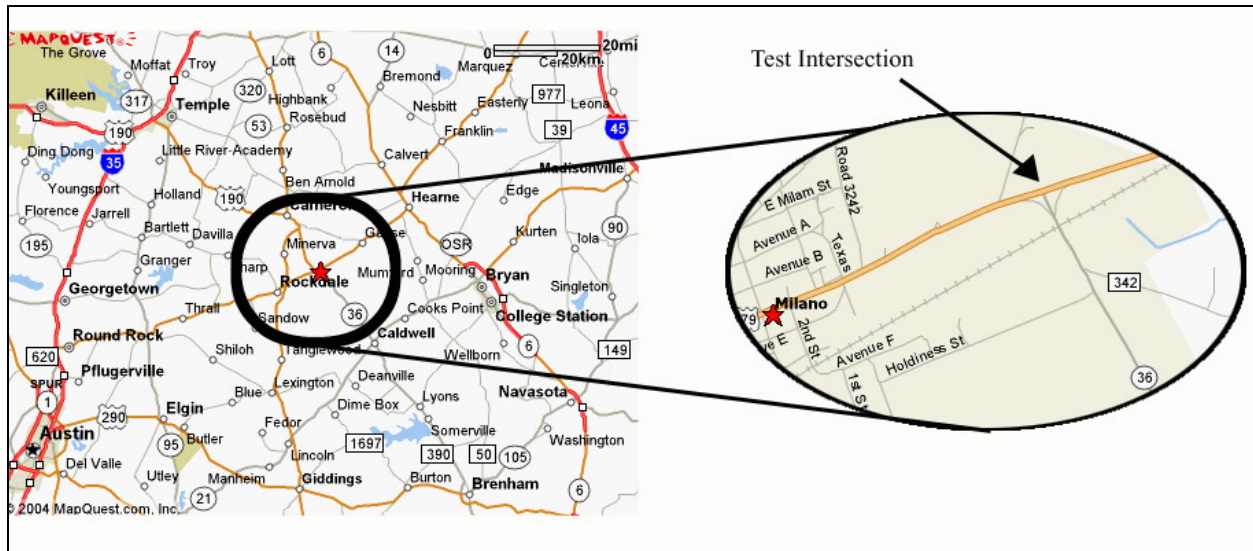 MAPQUEST
The Grove
Moffat
Troy
Lott
6
14
Bremond
Marquez
0
20mi
20km
Killeen
317
Temple
320
Highbank
Nesbitt
Easterly
977
Leona
53
Rosebud
Franklin
39
45
190
35
Ding Dong
Little River-Academy
Calvert
Madisonville
Youngsport
Holland
190
Ben Arnold
Hearne
Edge
Florence
Jarrell
Cameron
Bartlett
Davilla
Minerva
Gause
OSR
Kurten
Iola
90
195
Granger
Rockdale
Mumford
Mooring
Bryan
Singleton
Georgetown
Thrall
Sandow
36
Cooks Point
College Station
Round Rock
Caldwell
6
620
Shiloh
Tanglewood
Wellborn
149
Pflugerville
SPUR
1
Blue
Lexington
Deanville
Navasota
290
Elgin
Dime Box
Lyons
Austin
95
Butler
Fedor
1697
Somerville
Washington
Del Valle
Lincoln
390
50
105
Utley
Manheim
Giddings
Burton
Brenham
6
21
© 2004 MapQuest.com, Inc.
Test Intersection
Road 3242
E Milam St
Avenue A
Avenue B
Texas
342
Milano
79
2nd St
Avenue F
Holdiness St
1st St
36